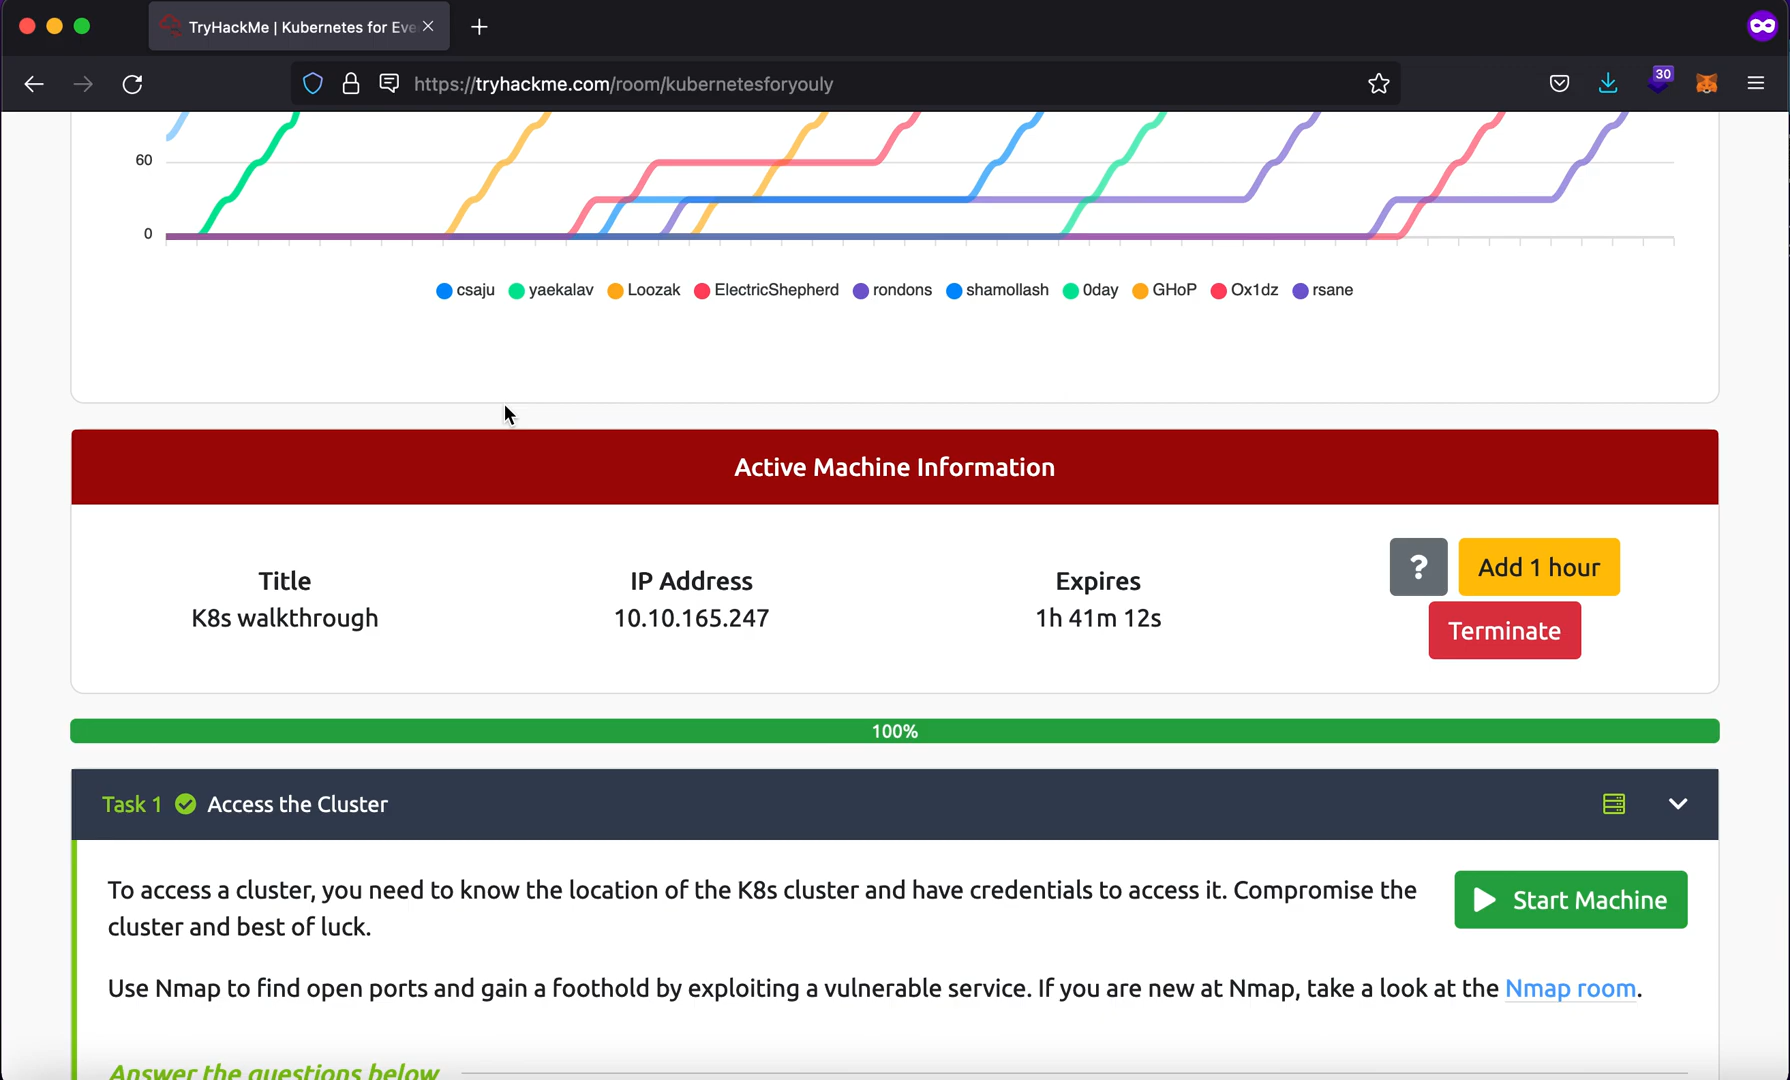 TryHackMe | Kubernetes for Eve
https://tryhackme.com/room/kubernetesforyouly
30
60
0
csaju yaekalav Loozak ElectricShepherd rondons shamollash 0day GHoP Ox1dz rsane
Active Machine Information
Title IP Address Expires
K8s walkthrough 10.10.165.247 1h 41m 12s
? Add 1 hour
Terminate
100%
Task 1 Access the Cluster
To access a cluster, you need to know the location of the K8s cluster and have credentials to access it. Compromise the
cluster and best of luck.
Start Machine
Use Nmap to find open ports and gain a foothold by exploiting a vulnerable service. If you are new at Nmap, take a look at the Nmap room.
Answer the questions below